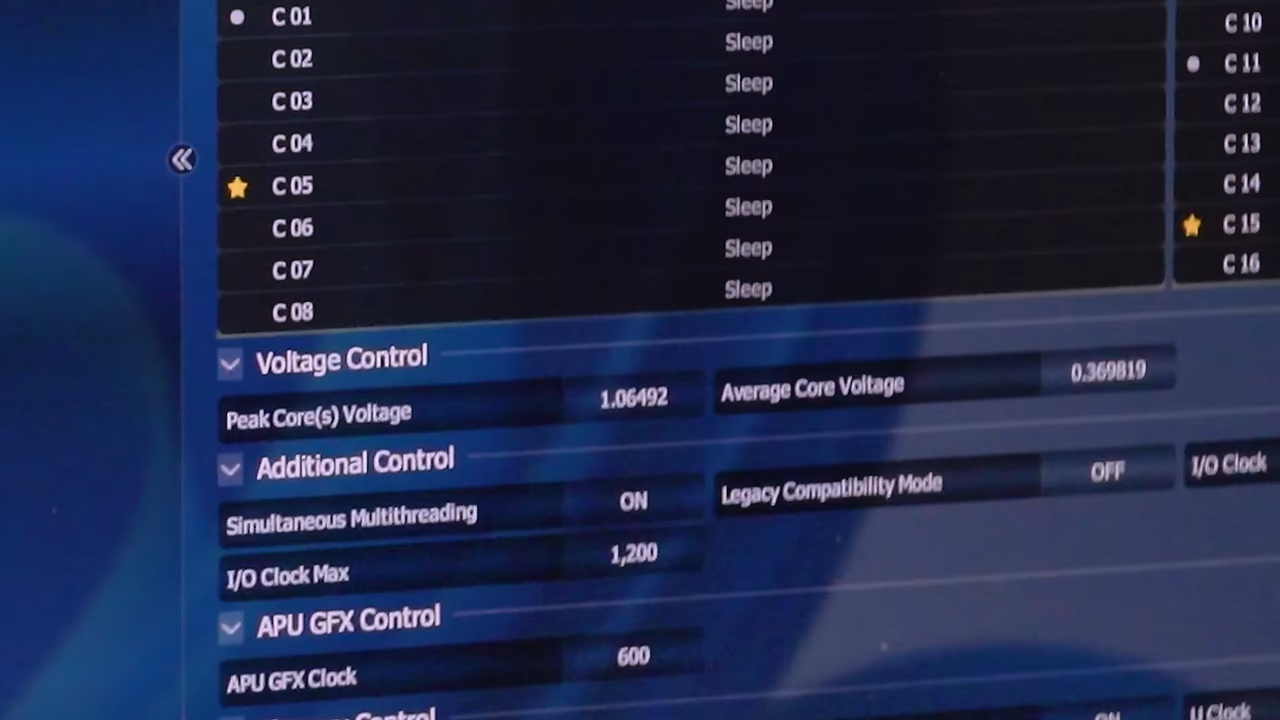 Sleep
C 01
C 10
C 02
Sleep
C 11
C 03
Sleep
C 12
C 04
Sleep
C 13
C 05
Sleep
C 14
C 06
Sleep
C 15
C 07
Sleep
C 16
C 08
Sleep
Voltage Control
Peak Core(s) Voltage 1.06492 Average Core Voltage 0.369819
Additional Control
Simultaneous Multithreading ON Legacy Compatibility Mode OFF I/O Clock
I/O Clock Max 1,200
APU GFX Control
APU GFX Clock 600
Control
ON